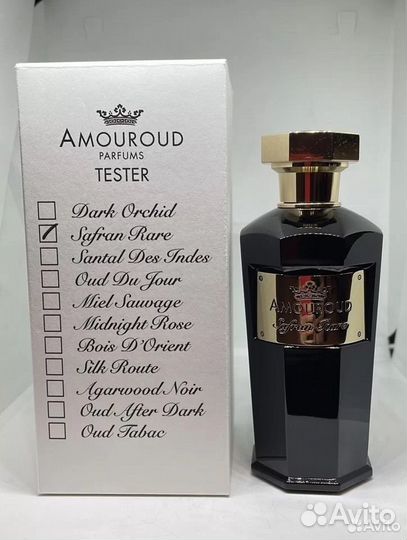 AMOUROUD
PARFUMS
TESTER
Dark Orchid
Safran Rare
Santal Des Indes
Oud Du Jour
Miel Sauvage
Midnight Rose
Bois D'Orient
Silk Route
Agarwood Noir
Oud After Dark
Oud Tabac
AMOUROUD
Safran Rare
Avito
Avito